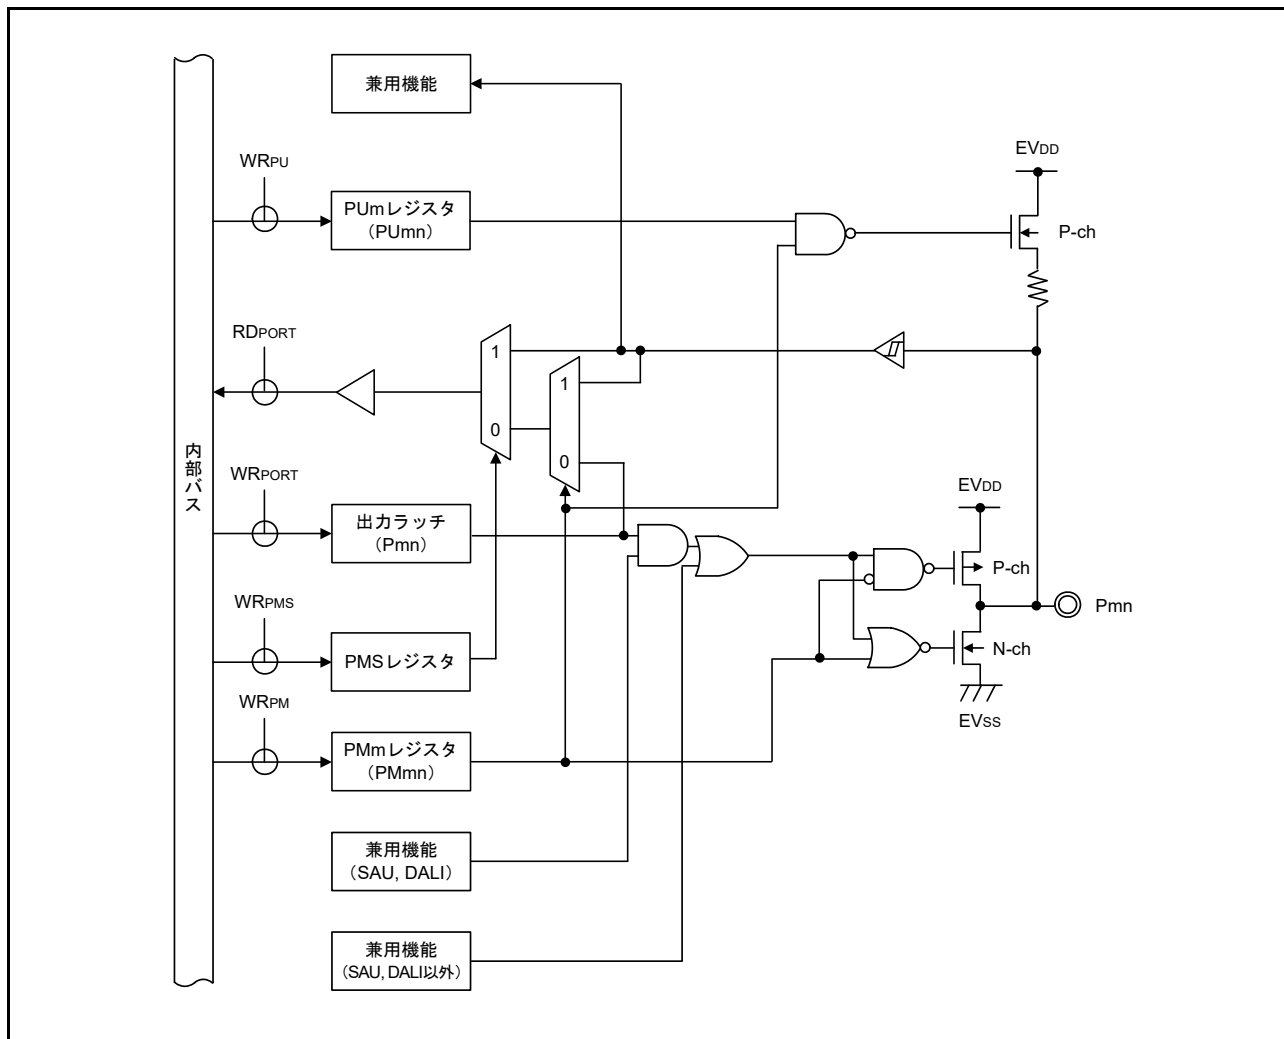 兼用機能
WRPU
EVDD
PUmレジスタ
(PUmn)
P-ch
RDPORT
1
1
0
0
内部バス
WRPORT
EVDD
出力ラッチ
(Pmn)
P-ch
Pmn
WRPMS
PMSレジスタ
N-ch
WRPM
EVSS
PMmレジスタ
(PMmn)
兼用機能
(SAU, DALI)
兼用機能
(SAU, DALI以外)